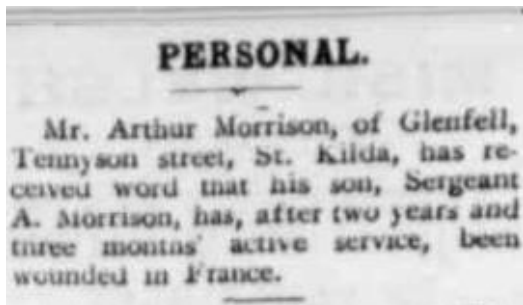 PERSONAL.
Mr. Arthur Morrison, of Glenfell,
Tennyson street, St. Kilda, has re-
ceived word that his son, Sergeant
A. Morrison, has, after two years and
three months' active service, been
wounded in France.